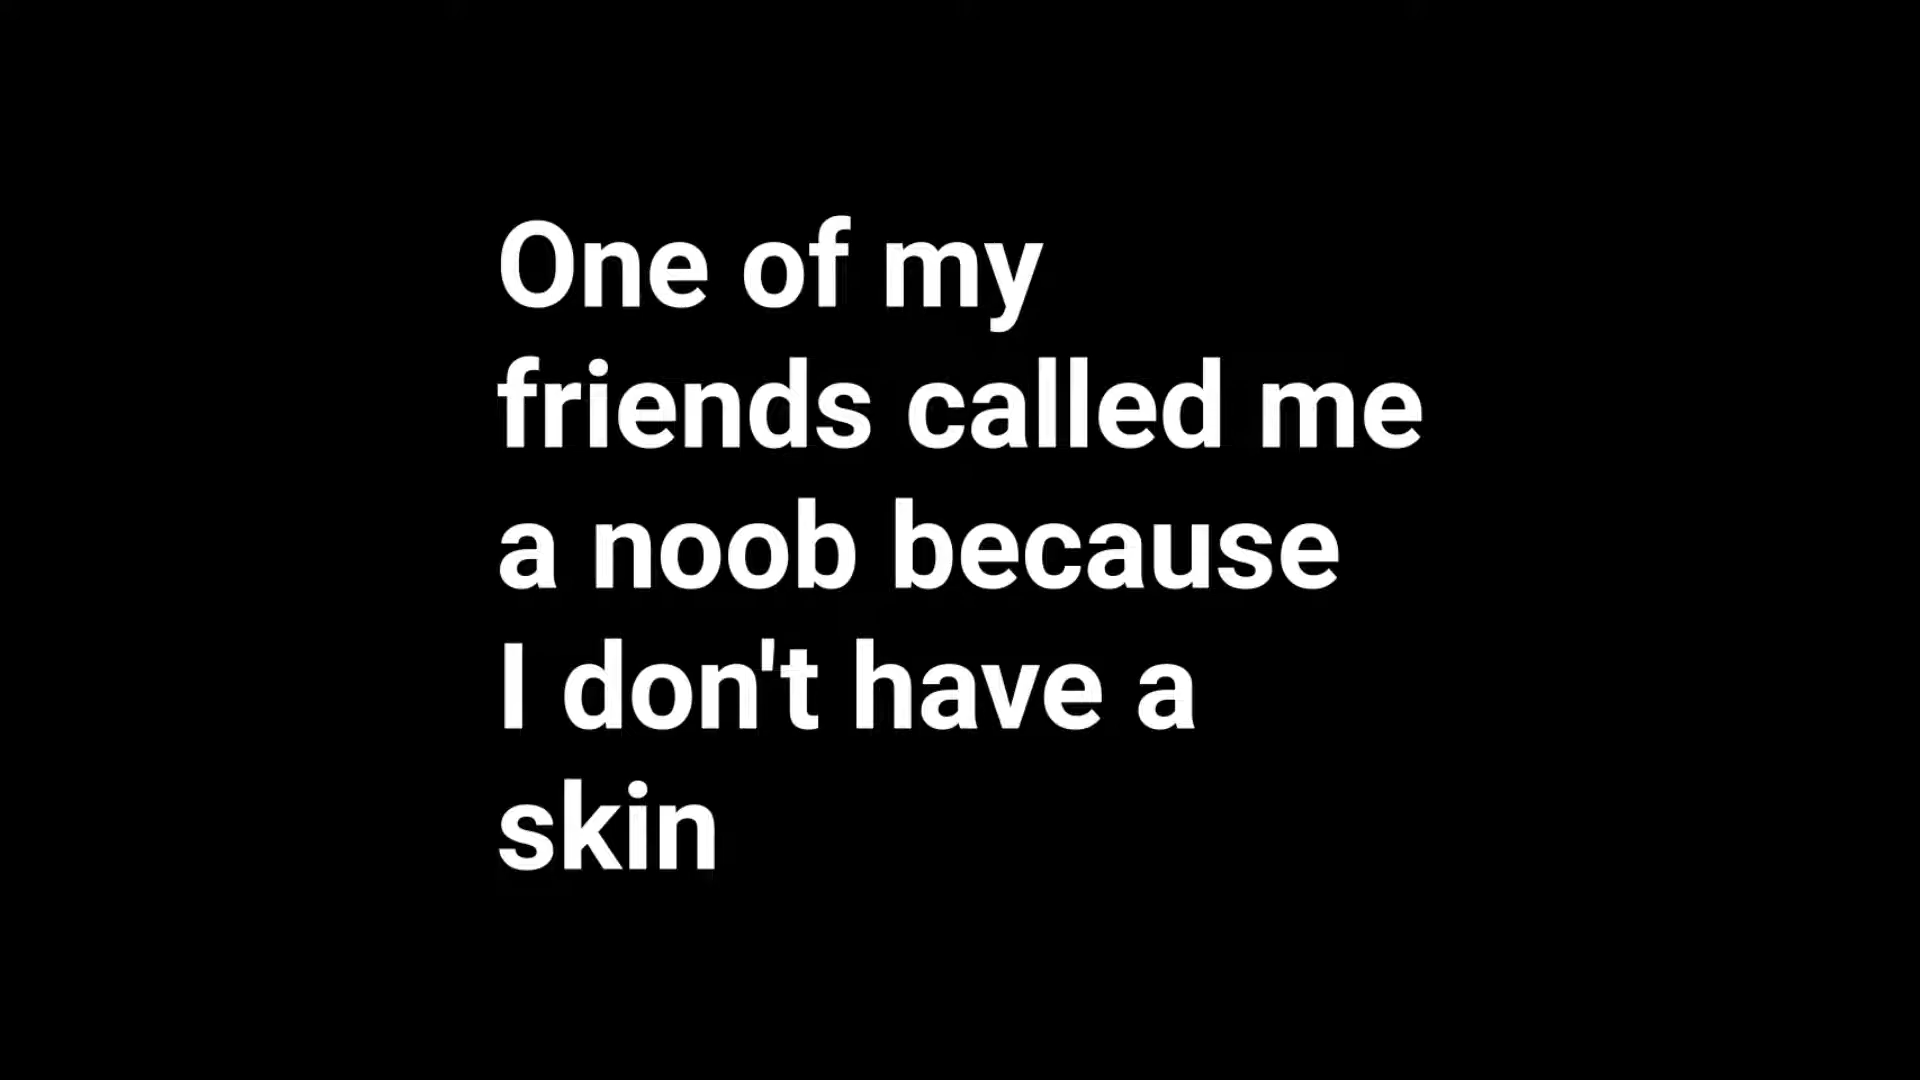 One of my
friends called me
a noob because
I don't have a
skin